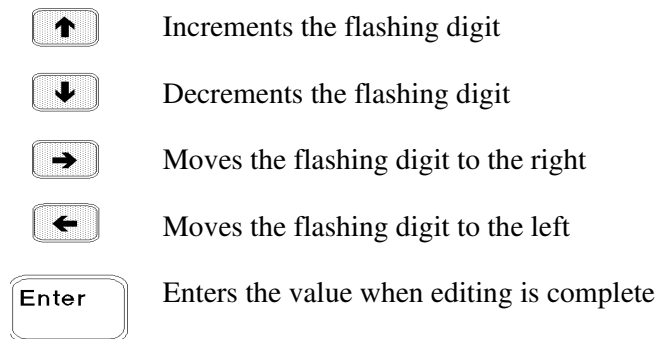 Increments the flashing digit
Decrements the flashing digit
Moves the flashing digit to the right
Moves the flashing digit to the left
Enter Enters the value when editing is complete